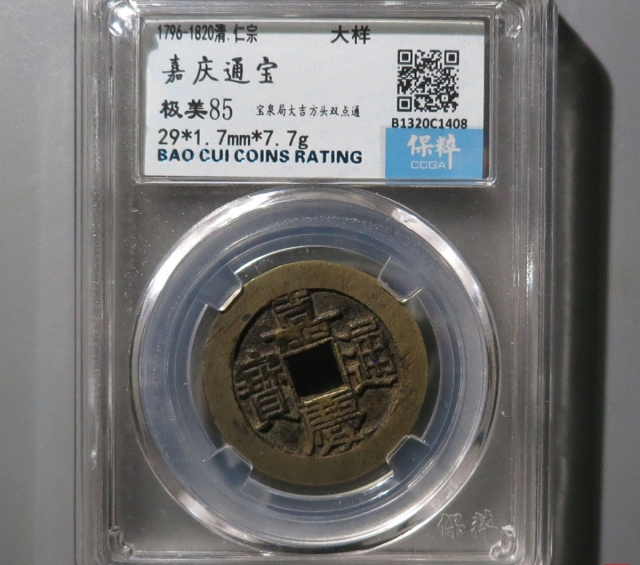 1796-1820清.仁宗 大样
嘉庆通宝
极美85 宝泉局大吉方头双点通
B1320C1408
29*1.7mm*7.7g
保粹
BAO CUI COINS RATING
CCGA
嘉
寶 通
慶
保粹